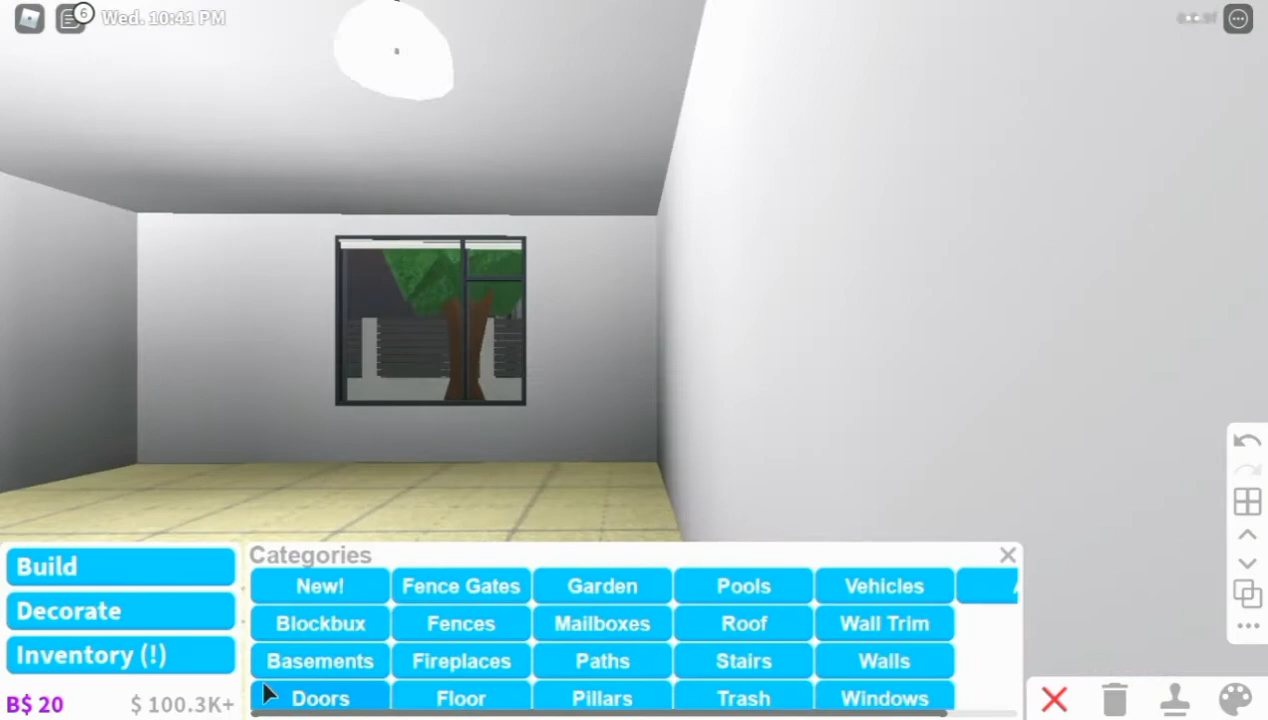 6 Wed. 10:41 PM
Categories
Build
Decorate
Inventory (!)
B$ 20 $ 100.3K+
New! Fence Gates Garden Pools Vehicles
Blockbux Fences Mailboxes Roof Wall Trim
Basements Fireplaces Paths Stairs Walls
Doors Floor Pillars Trash Windows